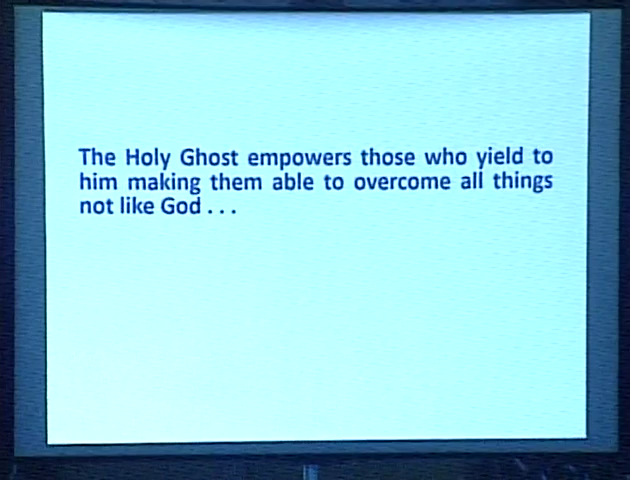 The Holy Ghost empowers those who yield to
him making them able to overcome all things
not like God . . .